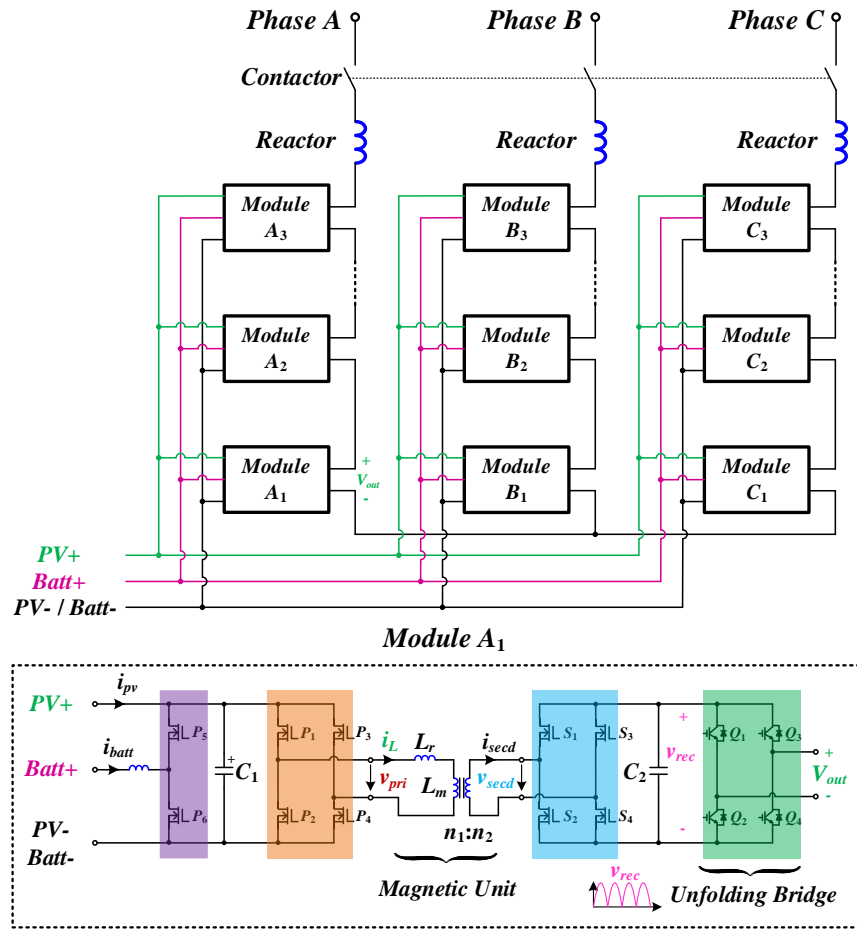 Phase A Phase B Phase C
Contactor
Reactor Reactor Reactor
Module A3 Module B3 Module C3
Module A2 Module B2 Module C2
Module A1 Module B1 Module C1
+
Vout
-
PV+
Batt+
PV- / Batt-
Module A1
PV+ ipv
P5 P1 P3 iL Lr isecd S1 S3 + Q1 Q3
Batt+ ibatt + C1 vpri Lm vsecd C2 vrec + Vout -
PV-
Batt-
P6 P2 P4 n1:n2 S2 S4 - Q2 Q4
Magnetic Unit
vrec
Unfolding Bridge